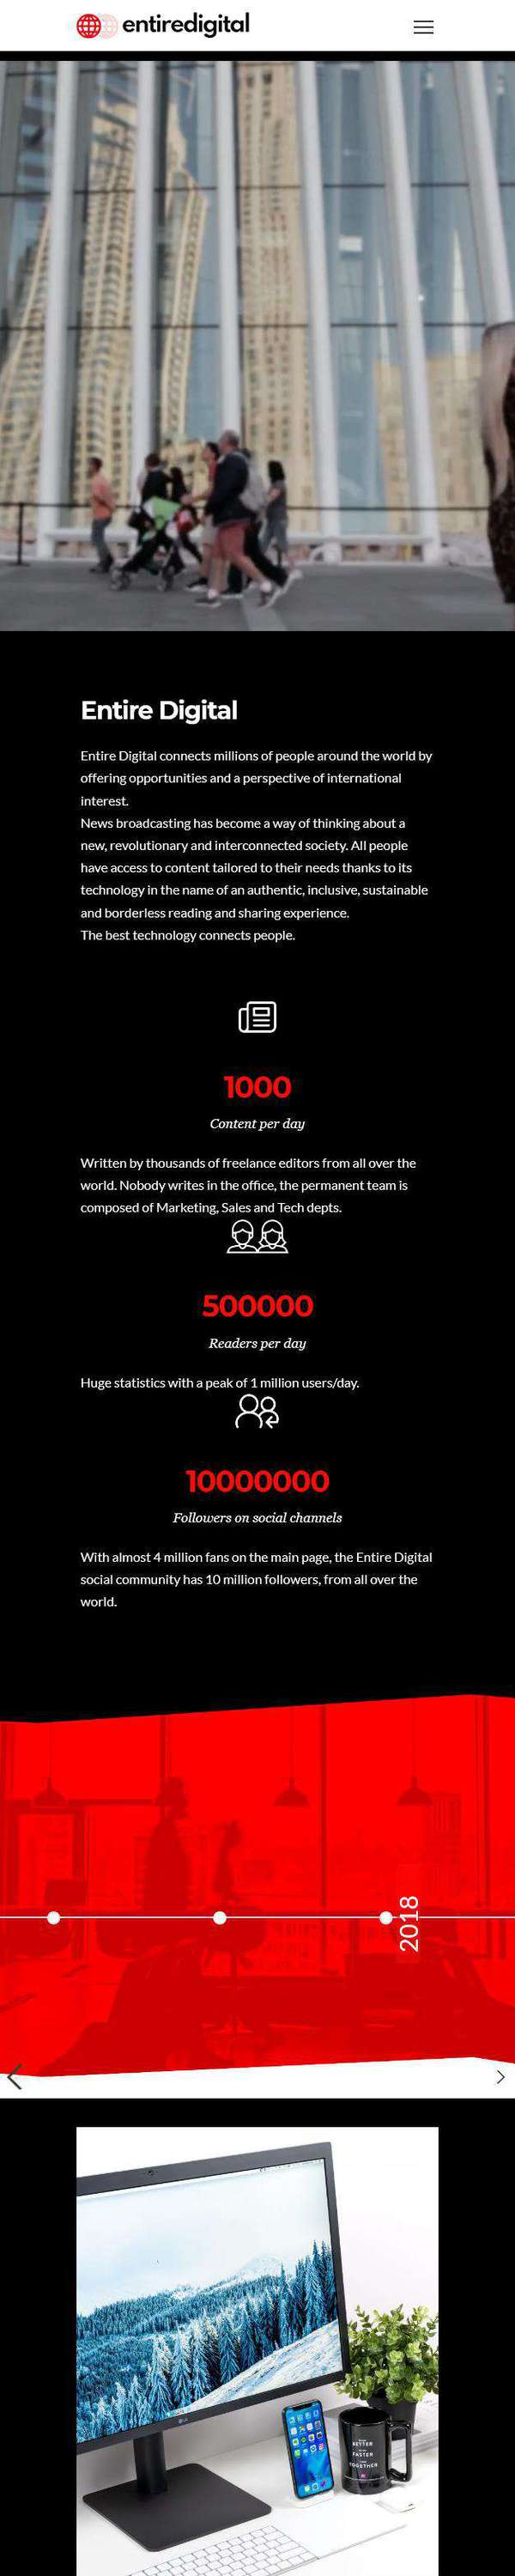 entiredigital
Entire Digital
Entire Digital connects millions of people around the world by
offering opportunities and a perspective of international
interest.
News broadcasting has become a way of thinking about a
new, revolutionary and interconnected society. All people
have access to content tailored to their needs thanks to its
technology in the name of an authentic, inclusive, sustainable
and borderless reading and sharing experience.
The best technology connects people.
1000
Content per day
Written by thousands of freelance editors from all over the
world. Nobody writes in the office, the permanent team is
composed of Marketing, Sales and Tech depts.
500000
Readers per day
Huge statistics with a peak of 1 million users/day.
10000000
Followers on social channels
With almost 4 million fans on the main page, the Entire Digital
social community has 10 million followers, from all over the
world.
2018
BETTER
FASTER
TOGETHER